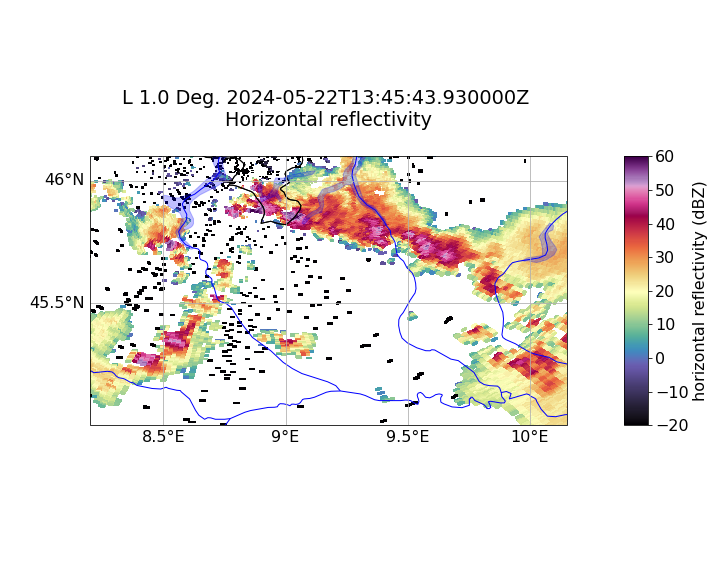 L 1.0 Deg. 2024-05-22T13:45:43.930000Z
Horizontal reflectivity
46°N
45.5°N
8.5°E
9°E
9.5°E
10°E
60
50
40
30
20
10
0
−10
−20
horizontal reflectivity (dBZ)